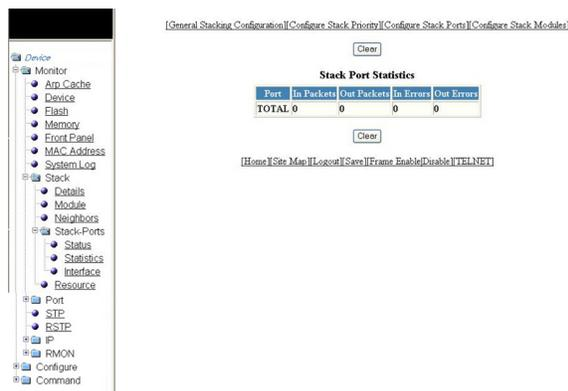 [General Stacking Configuration][Configure Stack Priority][Configure Stack Ports][Configure Stack Modules]
Clear
Stack Port Statistics
Port In Packets Out Packets In Errors Out Errors
TOTAL 0 0 0 0
Clear
[Home][Site Map][Logout][Save][Frame Enable|Disable][TELNET]
Device
Monitor
Arp Cache
Device
Flash
Memory
Front Panel
MAC Address
System Log
Stack
Details
Module
Neighbors
Stack-Ports
Status
Statistics
Interface
Resource
Port
STP
RSTP
IP
RMON
Configure
Command